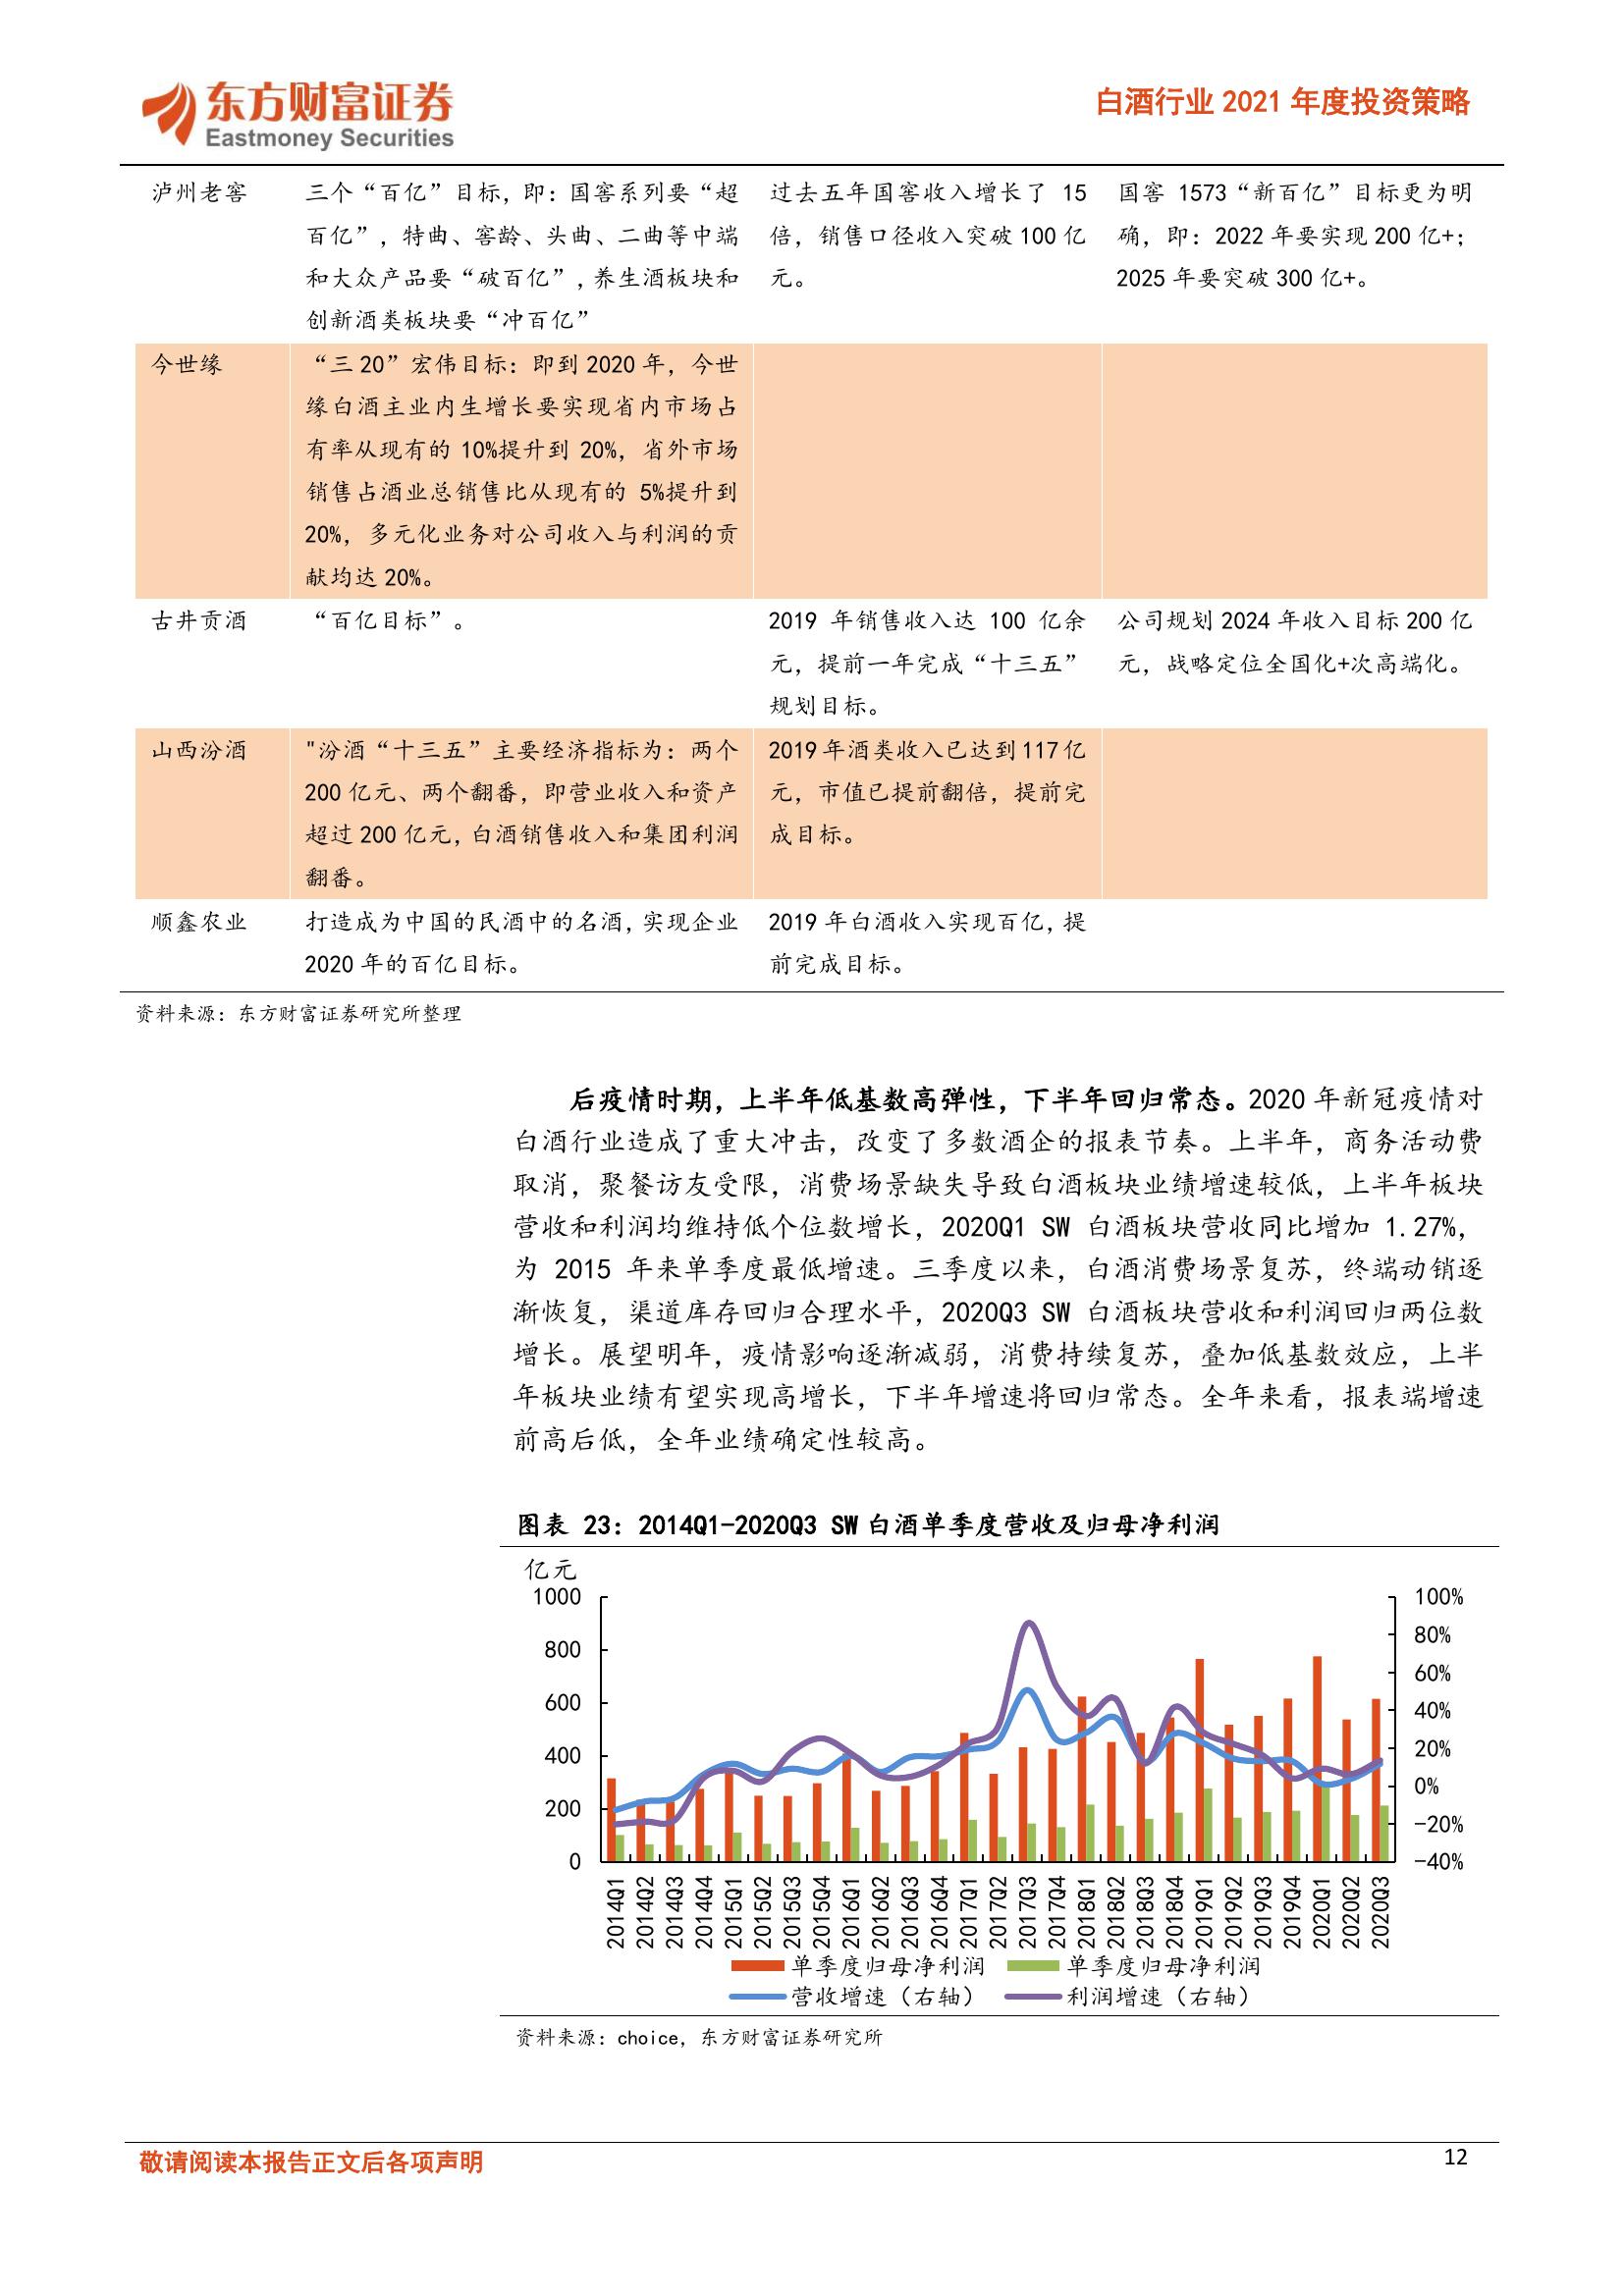 东方财富证券
Eastmoney Securities
白酒行业 2021 年度投资策略
泸州老窖
三个“百亿”目标，即：国窖系列要“超
百亿”，特曲、窖龄、头曲、二曲等中端
和大众产品要“破百亿”，养生酒板块和
创新酒类板块要“冲百亿”
过去五年国窖收入增长了 15
倍，销售口径收入突破 100 亿
元。
国窖 1573“新百亿”目标更为明
确，即：2022 年要实现 200 亿+；
2025 年要突破 300 亿+。
今世缘
“三 20”宏伟目标：即到 2020 年，今世
缘白酒主业内生增长要实现省内市场占
有率从现有的 10%提升到 20%，省外市场
销售占酒业总销售比从现有的 5%提升到
20%，多元化业务对公司收入与利润的贡
献均达 20%。
古井贡酒
“百亿目标”。
2019 年销售收入达 100 亿余
元，提前一年完成“十三五”
规划目标。
公司规划 2024 年收入目标 200 亿
元，战略定位全国化+次高端化。
山西汾酒
"汾酒“十三五”主要经济指标为：两个
200 亿元、两个翻番，即营业收入和资产
超过 200 亿元，白酒销售收入和集团利润
翻番。
2019 年酒类收入已达到 117 亿
元，市值已提前翻倍，提前完
成目标。
顺鑫农业
打造成为中国的民酒中的名酒，实现企业
2020 年的百亿目标。
2019 年白酒收入实现百亿，提
前完成目标。
资料来源：东方财富证券研究所整理
后疫情时期，上半年低基数高弹性，下半年回归常态。2020 年新冠疫情对
白酒行业造成了重大冲击，改变了多数酒企的报表节奏。上半年，商务活动费
取消，聚餐访友受限，消费场景缺失导致白酒板块业绩增速较低，上半年板块
营收和利润均维持低个位数增长，2020Q1 SW 白酒板块营收同比增加 1.27%，
为 2015 年来单季度最低增速。三季度以来，白酒消费场景复苏，终端动销逐
渐恢复，渠道库存回归合理水平，2020Q3 SW 白酒板块营收和利润回归两位数
增长。展望明年，疫情影响逐渐减弱，消费持续复苏，叠加低基数效应，上半
年板块业绩有望实现高增长，下半年增速将回归常态。全年来看，报表端增速
前高后低，全年业绩确定性较高。
图表 23：2014Q1-2020Q3 SW 白酒单季度营收及归母净利润
亿元
1000
800
600
400
200
0
100%
80%
60%
40%
20%
0%
-20%
-40%
2014Q1
2014Q2
2014Q3
2014Q4
2015Q1
2015Q2
2015Q3
2015Q4
2016Q1
2016Q2
2016Q3
2016Q4
2017Q1
2017Q2
2017Q3
2017Q4
2018Q1
2018Q2
2018Q3
2018Q4
2019Q1
2019Q2
2019Q3
2019Q4
2020Q1
2020Q2
2020Q3
单季度归母净利润
单季度归母净利润
营收增速（右轴）
利润增速（右轴）
资料来源：choice，东方财富证券研究所
敬请阅读本报告正文后各项声明
12